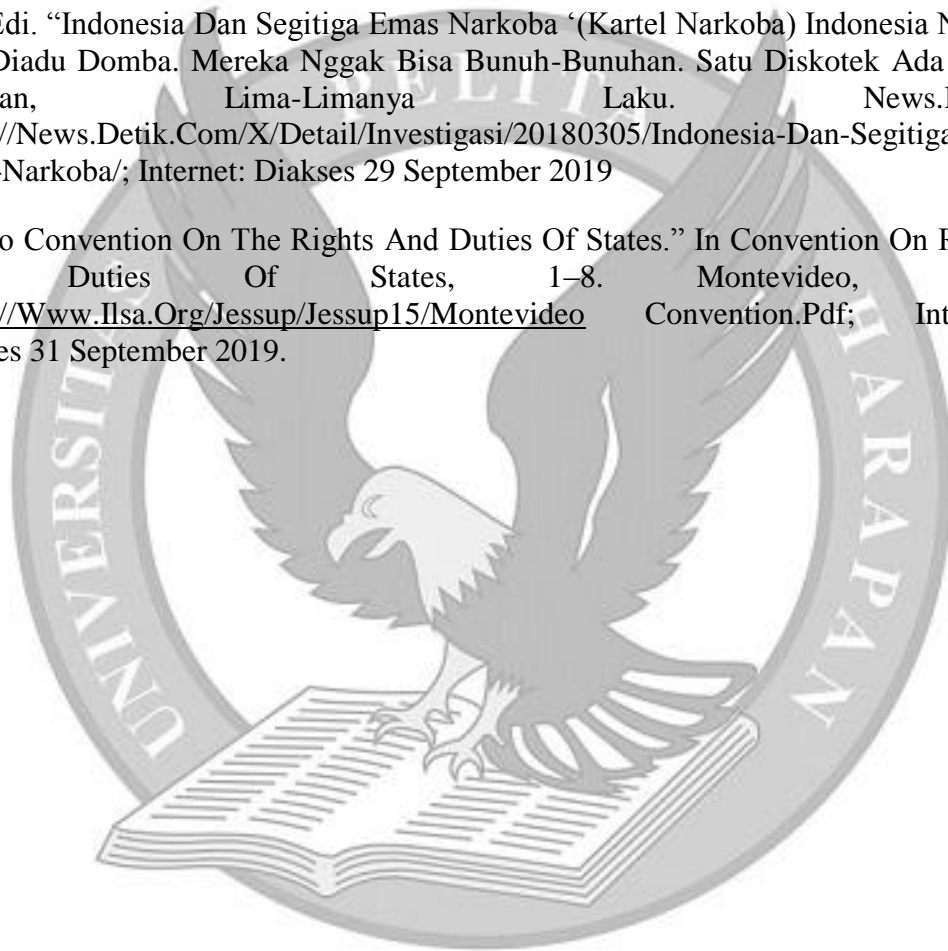 Edi. “Indonesia Dan Segitiga Emas Narkoba ‘(Kartel Narkoba) Indonesia
Diadu Domba. Mereka Nggak Bisa Bunuh-Bunuhan. Satu Diskotek Ada
an, Lima-Limanya Laku.
//News.Detik.Com/X/Detail/Investigasi/20180305/Indonesia-Dan-Segitiga
-Narkoba/; Internet: Diakses 29 September 2019
o Convention On The Rights And Duties Of States.” In Convention On
Duties Of States, 1–8. Montevideo,
//Www.Ilsa.Org/Jessup/Jessup15/Montevideo Convention.Pdf;
es 31 September 2019.
UNIVERSITAS PELITA HARAPAN